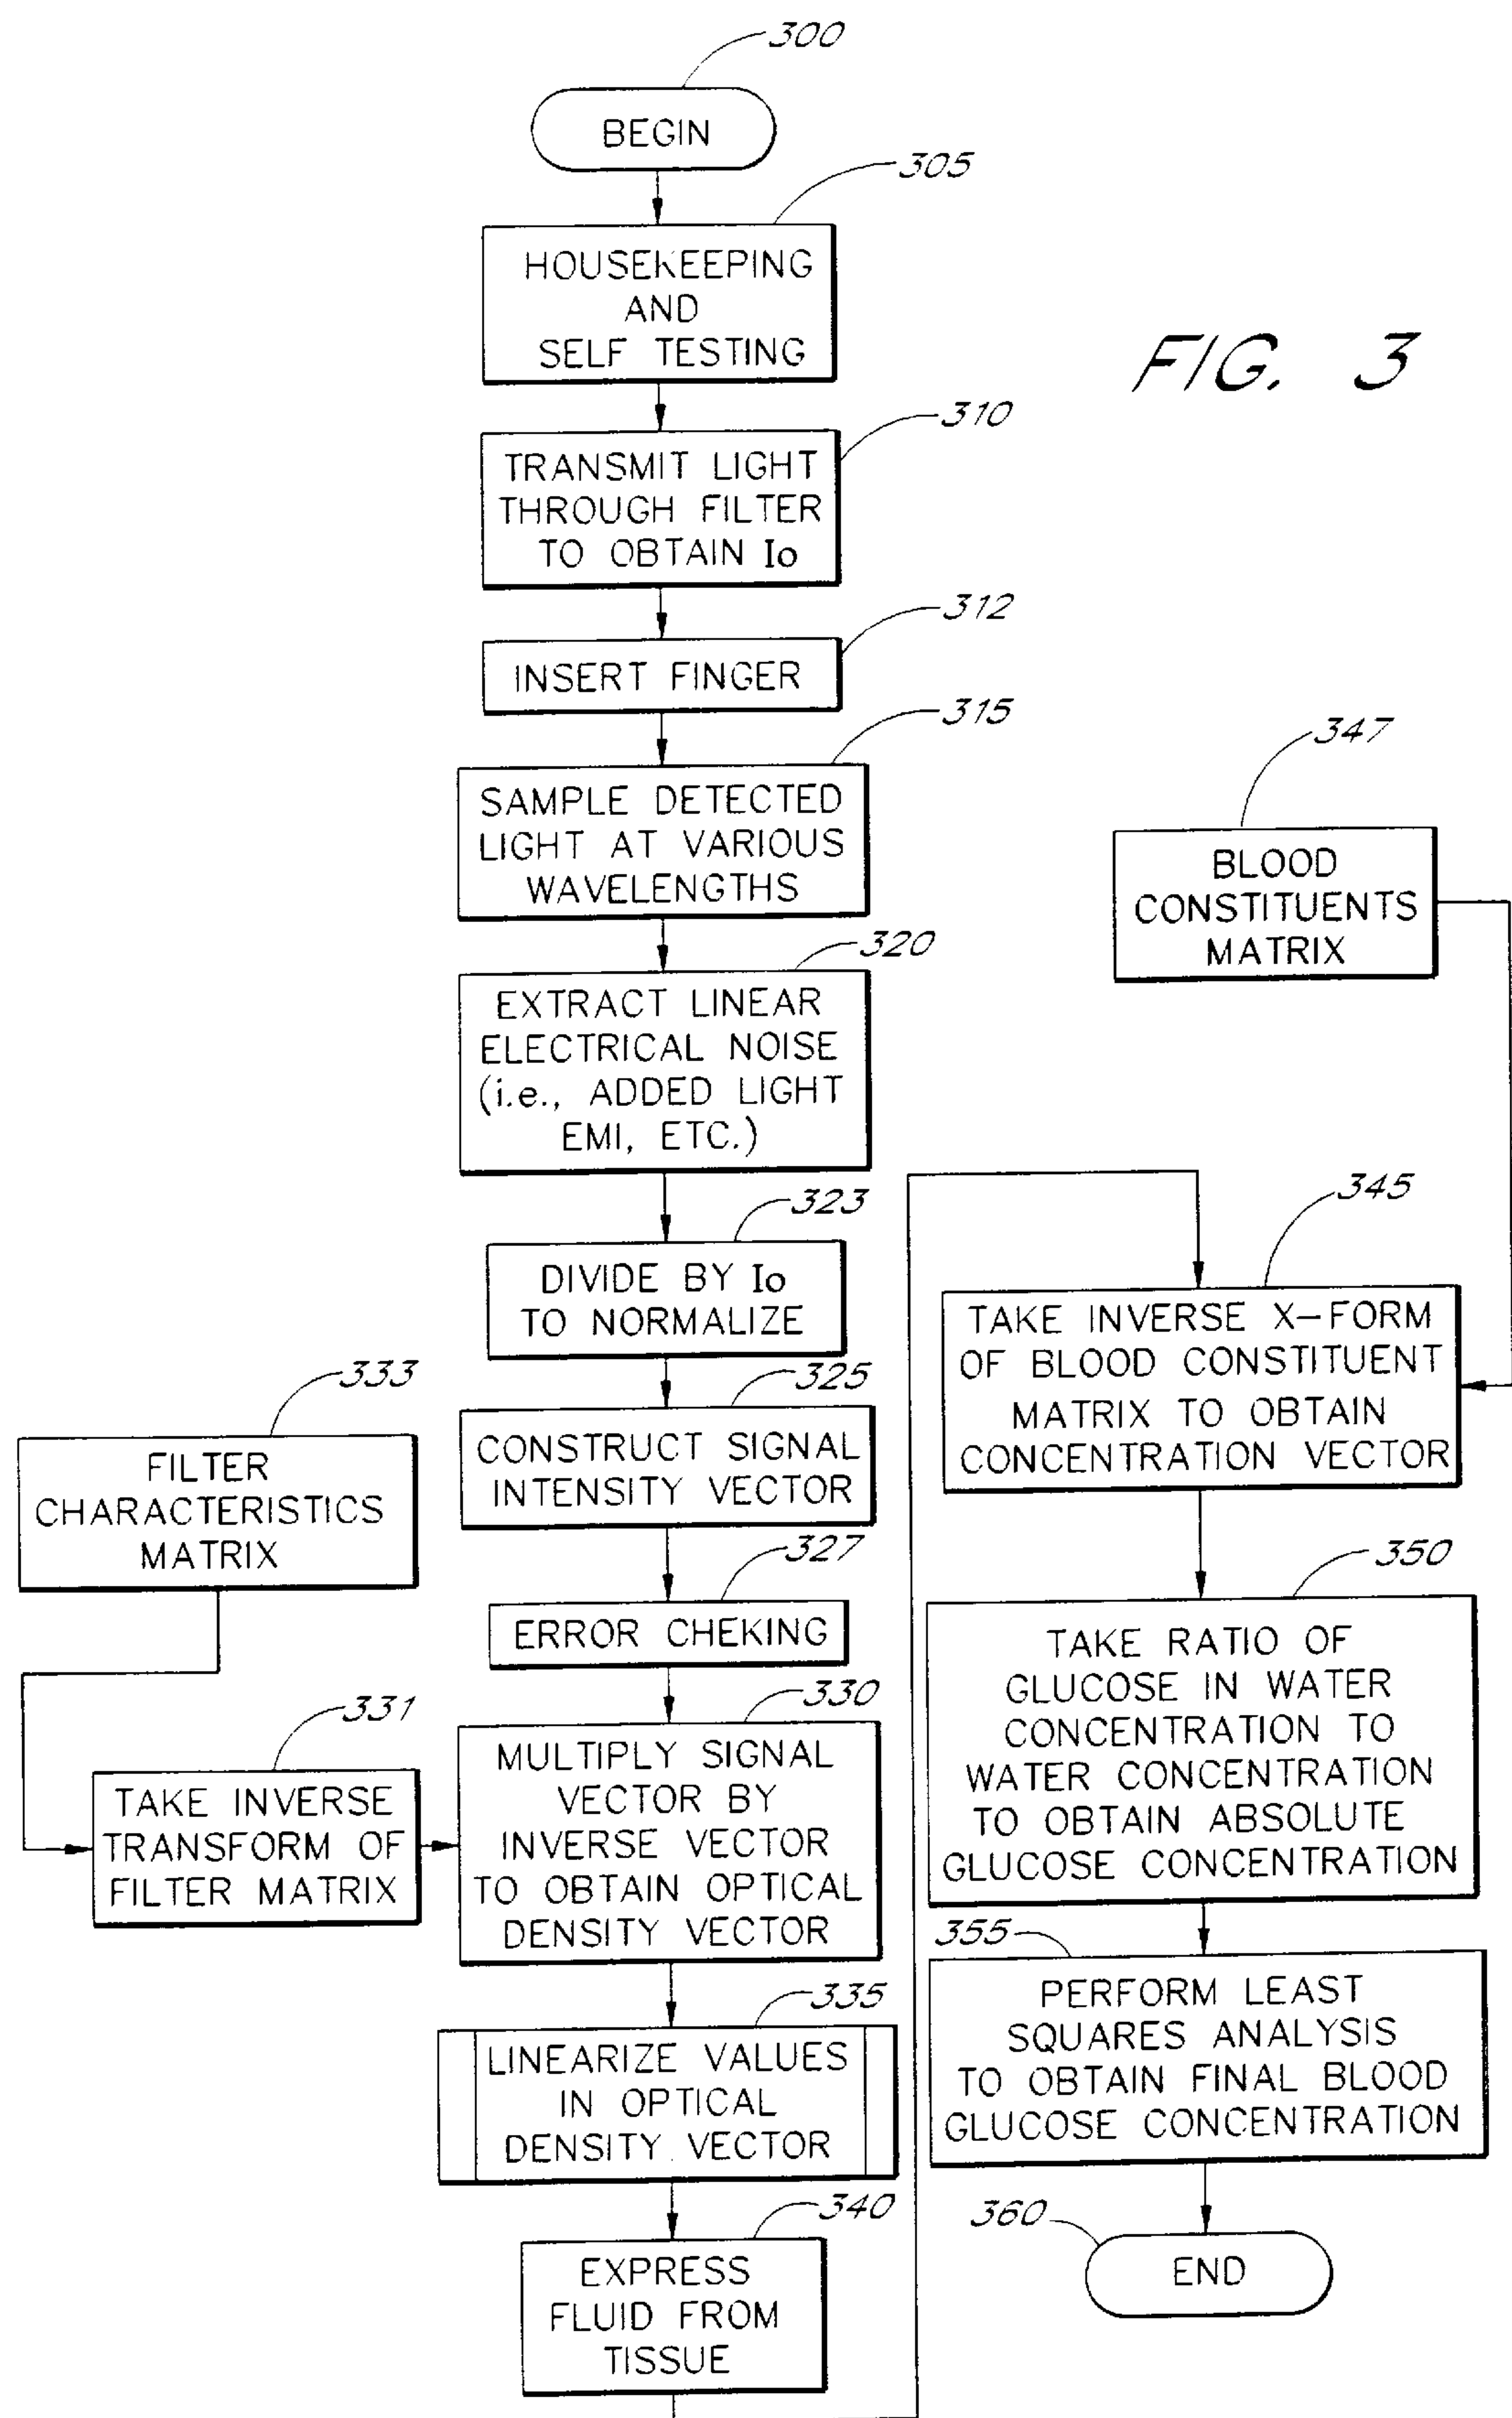 300
BEGIN
305
HOUSEKEEPING
AND
SELF TESTING
FIG. 3
310
TRANSMIT LIGHT
THROUGH FILTER
TO OBTAIN Io
312
INSERT FINGER
315
SAMPLE DETECTED
LIGHT AT VARIOUS
WAVELENGTHS
320
EXTRACT LINEAR
ELECTRICAL NOISE
(i.e., ADDED LIGHT
EMI, ETC.)
323
DIVIDE BY Io
TO NORMALIZE
325
CONSTRUCT SIGNAL
INTENSITY VECTOR
327
ERROR CHEKING
333
FILTER
CHARACTERISTICS
MATRIX
331
TAKE INVERSE
TRANSFORM OF
FILTER MATRIX
330
MULTIPLY SIGNAL
VECTOR BY
INVERSE VECTOR
TO OBTAIN OPTICAL
DENSITY VECTOR
335
LINEARIZE VALUES
IN OPTICAL
DENSITY VECTOR
340
EXPRESS
FLUID FROM
TISSUE
347
BLOOD
CONSTITUENTS
MATRIX
345
TAKE INVERSE X-FORM
OF BLOOD CONSTITUENT
MATRIX TO OBTAIN
CONCENTRATION VECTOR
350
TAKE RATIO OF
GLUCOSE IN WATER
CONCENTRATION TO
WATER CONCENTRATION
TO OBTAIN ABSOLUTE
GLUCOSE CONCENTRATION
355
PERFORM LEAST
SQUARES ANALYSIS
TO OBTAIN FINAL BLOOD
GLUCOSE CONCENTRATION
360
END